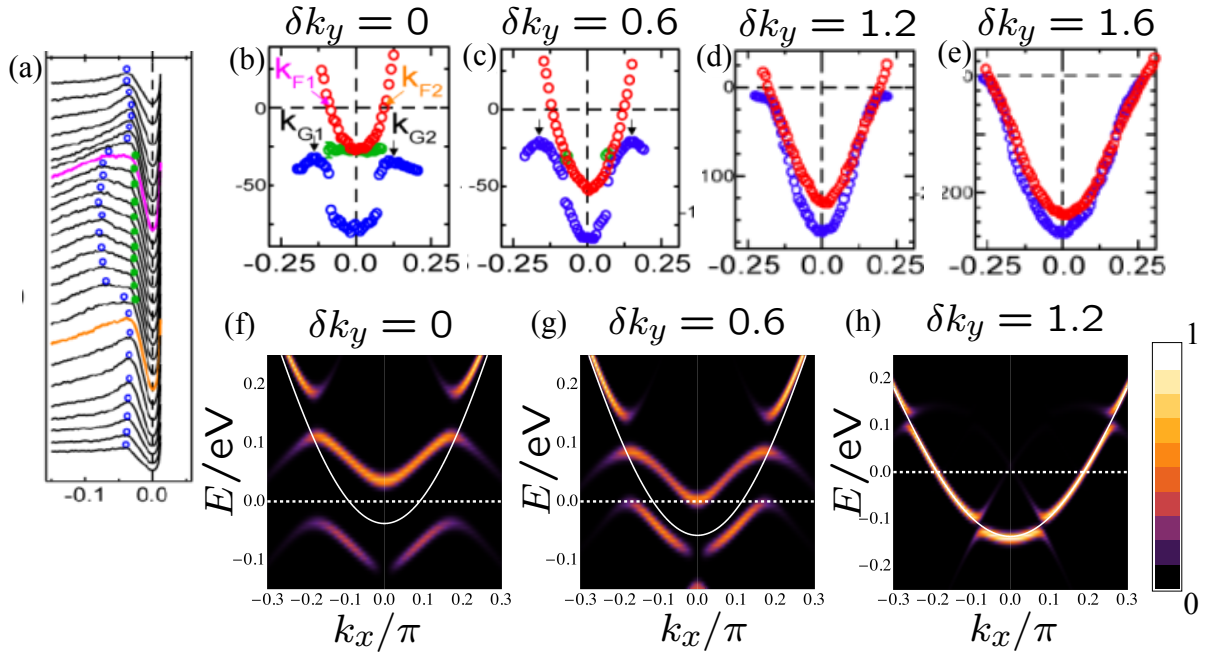 δk_y = 0
δk_y = 0.6
δk_y = 1.2
δk_y = 1.6
(a)
(b)
(c)
(d)
(e)
k_F1
k_F2
k_G1
k_G2
0
-50
0
-50
-1
0
100
200
-0.1
0.0
-0.25
0.0
0.25
-0.25
0.0
0.25
-0.25
0.0
0.25
-0.25
0.0
0.25
(f)
δk_y = 0
(g)
δk_y = 0.6
(h)
δk_y = 1.2
1
0
E/eV
0.2
0.1
0.0
−0.1
−0.3
−0.2
−0.1
0.0
0.1
0.2
0.3
k_x/π
E/eV
0.2
0.1
0.0
−0.1
−0.3
−0.2
−0.1
0.0
0.1
0.2
0.3
k_x/π
E/eV
0.2
0.1
0.0
−0.1
−0.2
−0.3
−0.2
−0.1
0.0
0.1
0.2
0.3
k_x/π